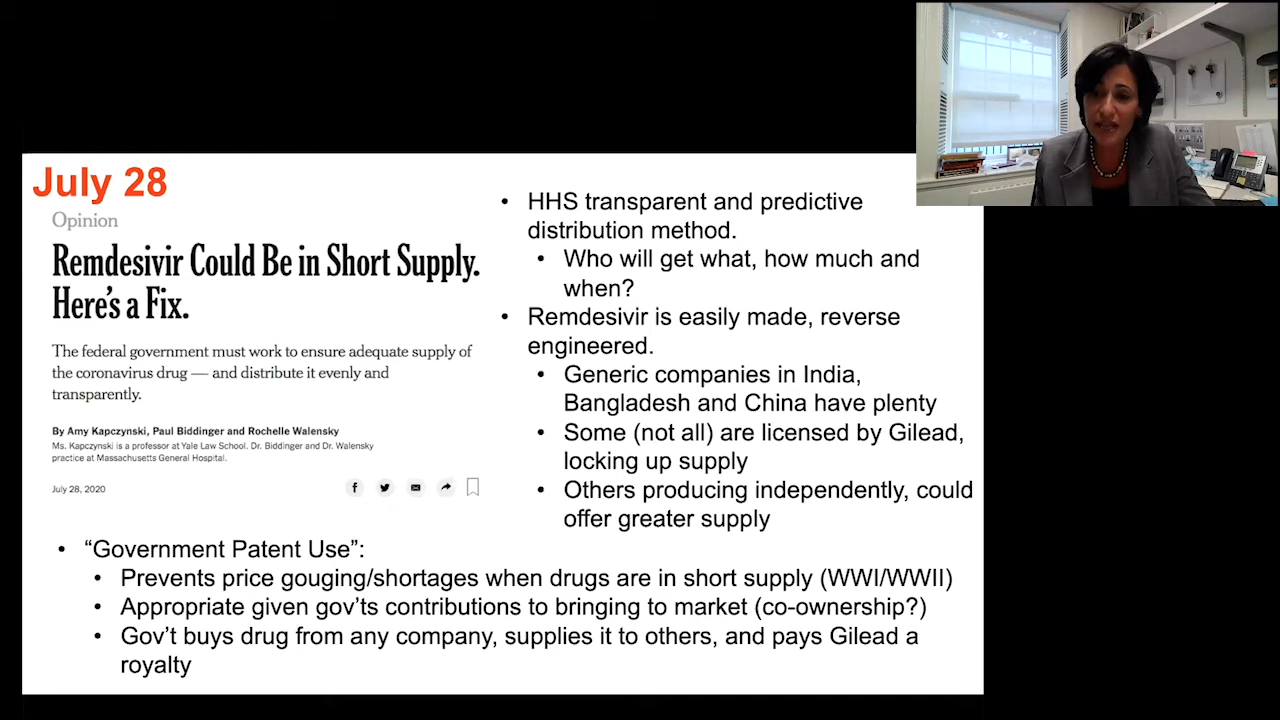 July 28
Opinion
Remdesivir Could Be in Short Supply.
Here's a Fix.
The federal government must work to ensure adequate supply of
the coronavirus drug — and distribute it evenly and
transparently.
By Amy Kapczynski, Paul Biddinger and Rochelle Walensky
Ms. Kapczynski is a professor at Yale Law School. Dr. Biddinger and Dr. Walensky
practice at Massachusetts General Hospital.
July 28, 2020
• HHS transparent and predictive
distribution method.
• Who will get what, how much and
when?
• Remdesivir is easily made, reverse
engineered.
• Generic companies in India,
Bangladesh and China have plenty
• Some (not all) are licensed by Gilead,
locking up supply
• Others producing independently, could
offer greater supply
• “Government Patent Use”:
• Prevents price gouging/shortages when drugs are in short supply (WWI/WWII)
• Appropriate given gov’ts contributions to bringing to market (co-ownership?)
• Gov’t buys drug from any company, supplies it to others, and pays Gilead a
royalty